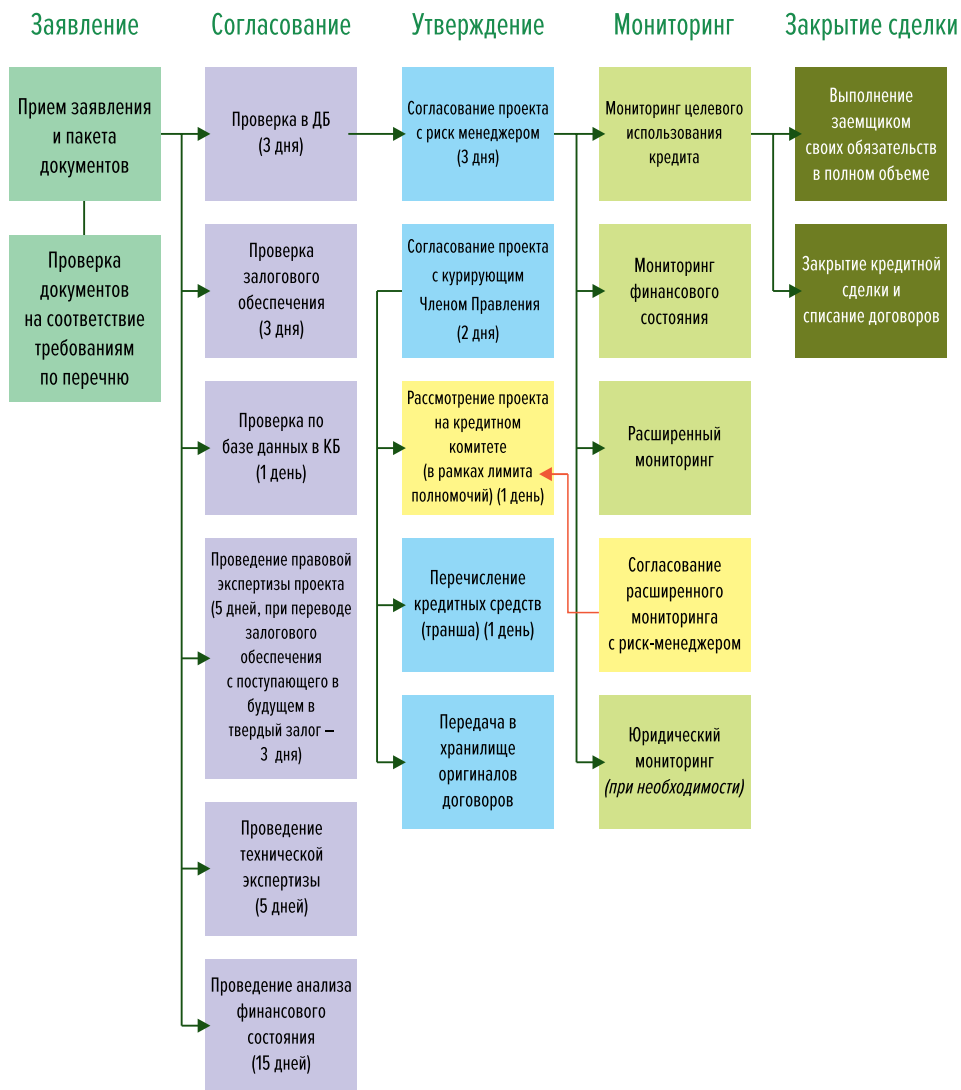 Заявление
Согласование
Утверждение
Мониторинг
Закрытие сделки
Прием заявления
и пакета
документов
Проверка
документов
на соответствие
требованиям
по перечню
Проверка в ДБ
(3 дня)
Проверка
залогового
обеспечения
(3 дня)
Проверка по
базе данных в КБ
(1 день)
Проведение правовой
экспертизы проекта
(5 дней, при переводе
залогового
обеспечения
с поступающего в
будущем в
твердый залог –
3 дня)
Проведение
технической
экспертизы
(5 дней)
Проведение анализа
финансового
состояния
(15 дней)
Согласование проекта
с риск менеджером
(3 дня)
Согласование проекта
с курирующим
Членом Правления
(2 дня)
Рассмотрение проекта
на кредитном
комитете
(в рамках лимита
полномочий) (1 день)
Перечисление
кредитных средств
(транша) (1 день)
Передача в
хранилище
оригиналов
договоров
Мониторинг целевого
использования
кредита
Мониторинг
финансового
состояния
Расширенный
мониторинг
Согласование
расширенного
мониторинга
с риск-менеджером
Юридический
мониторинг
(при необходимости)
Выполнение
заемщиком
своих обязательств
в полном объеме
Закрытие кредитной
сделки и
списание договоров